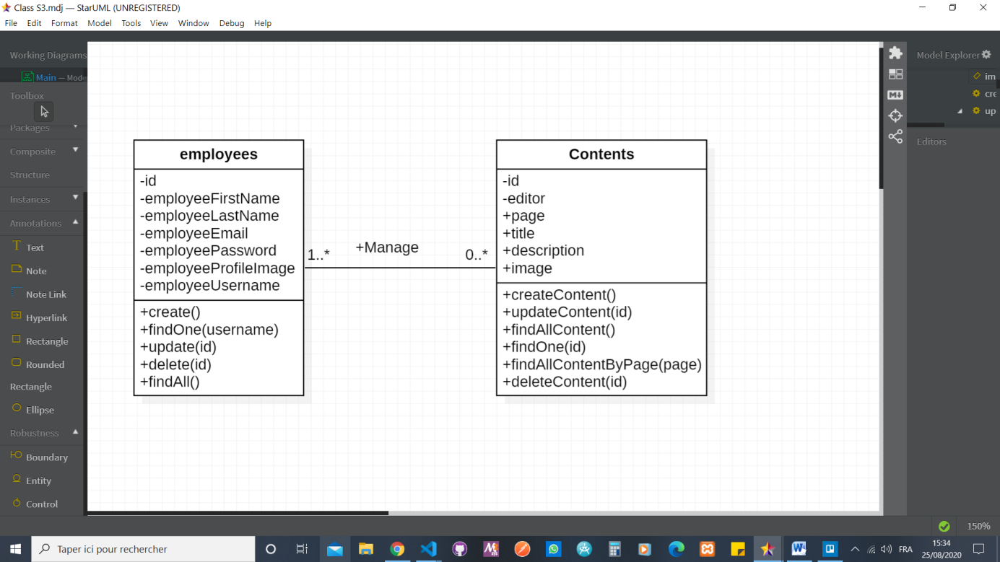 Class S3.mdj — StarUML (UNREGISTERED)
File Edit Format Model Tools View Window Debug Help
Working Diagrams
Main — Mode
Toolbox
Packages
Composite
Structure
Instances
Annotations
Text
Note
Note Link
Hyperlink
Rectangle
Rounded
Rectangle
Ellipse
Robustness
Boundary
Entity
Control
employees
-id
-employeeFirstName
-employeeLastName
-employeeEmail
-employeePassword
-employeeProfileImage
-employeeUsername
+create()
+findOne(username)
+update(id)
+delete(id)
+findAll()
1..* +Manage 0..*
Contents
-id
-editor
+page
+title
+description
+image
+createContent()
+updateContent(id)
+findAllContent()
+findOne(id)
+findAllContentByPage(page)
+deleteContent(id)
M
Model Explorer
im
cre
up
Editors
150%
Taper ici pour rechercher
FRA
15:34
25/08/2020